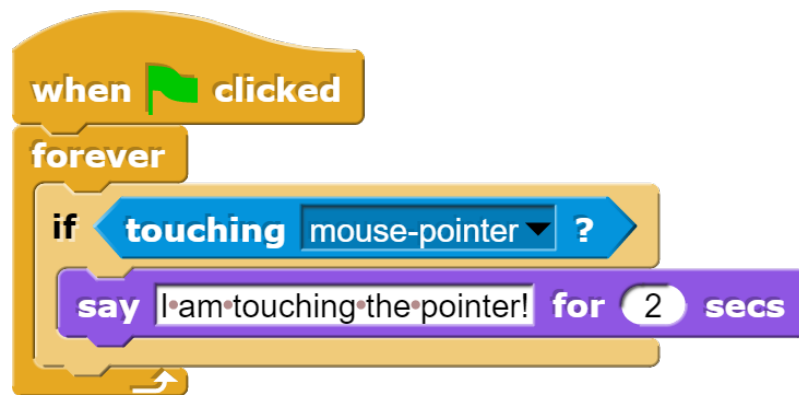 when clicked
forever
if touching mouse-pointer ?
say I•am•touching•the•pointer! for 2 secs